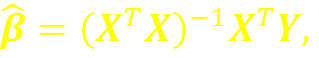 𝜷̂ = (𝑿ᵀ𝑿)⁻¹𝑿ᵀ𝒀,